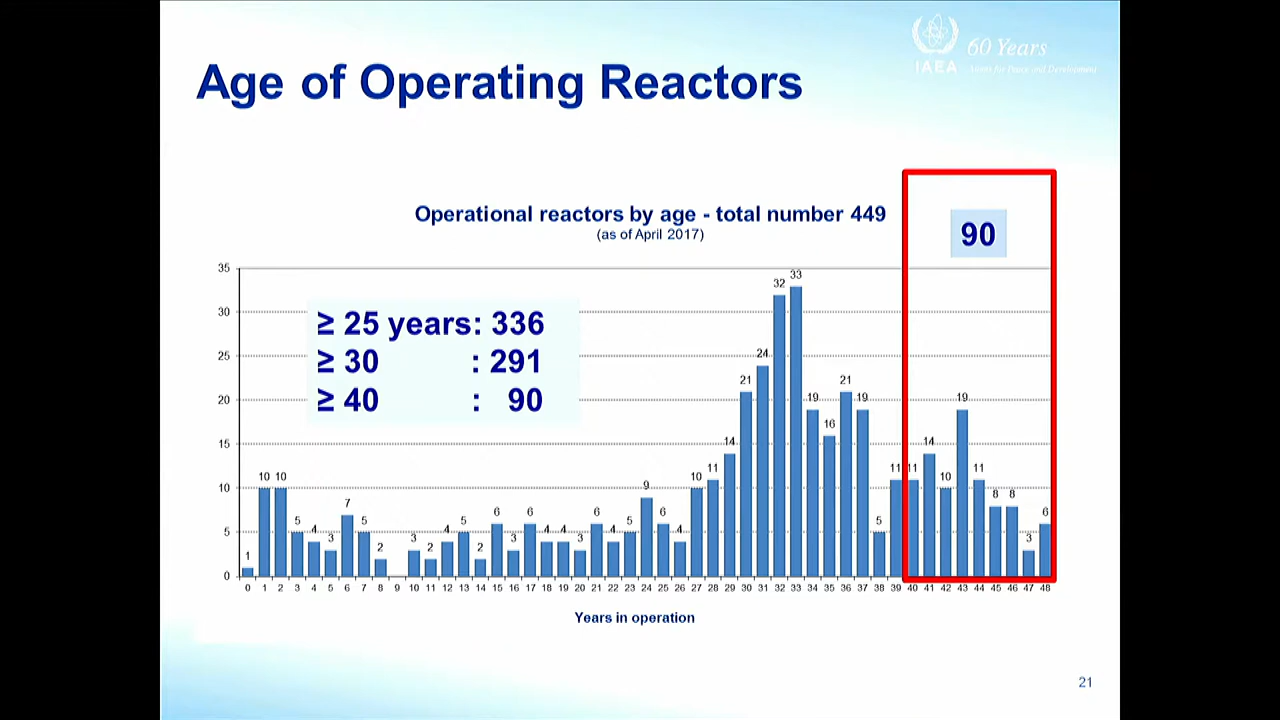 60 Years
IAEA Atoms for Peace and Development
Age of Operating Reactors
Operational reactors by age - total number 449
(as of April 2017)
90
≥ 25 years: 336
≥ 30 : 291
≥ 40 : 90
35
30
25
20
15
10
5
0
1 10 10 5 4 3 7 5 2 3 2 4 5 2 6 3 6 4 4 3 6 4 5 9 6 4 10 11 14 21 24 32 33 19 16 21 19 5 11 11 14 10 19 11 8 8 3 6
0 1 2 3 4 5 6 7 8 9 10 11 12 13 14 15 16 17 18 19 20 21 22 23 24 25 26 27 28 29 30 31 32 33 34 35 36 37 38 39 40 41 42 43 44 45 46 47 48
Years in operation
21